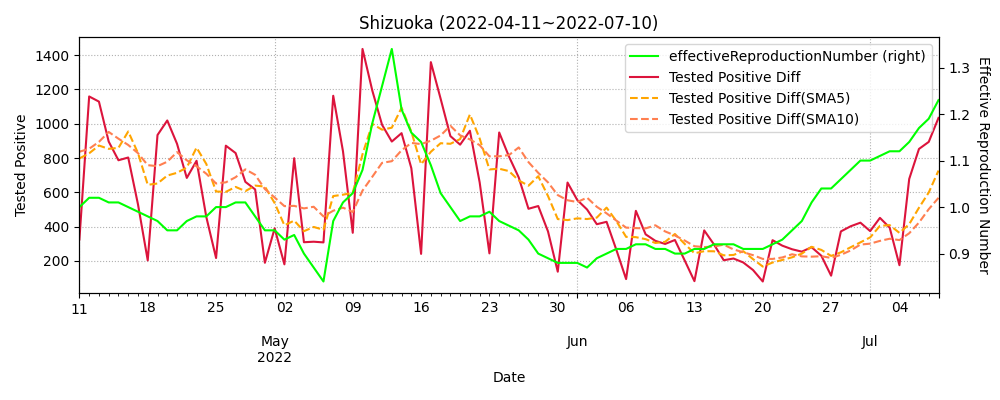 Shizuoka (2022-04-11~2022-07-10)
effectiveReproductionNumber (right)
Tested Positive Diff
Tested Positive Diff(SMA5)
Tested Positive Diff(SMA10)
Tested Positive
1400
1200
1000
800
600
400
200
Effective Reproduction Number
1.3
1.2
1.1
1.0
0.9
11 18 25 02 09 16 23 30 06 13 20 27 04
May Jun Jul
2022
Date